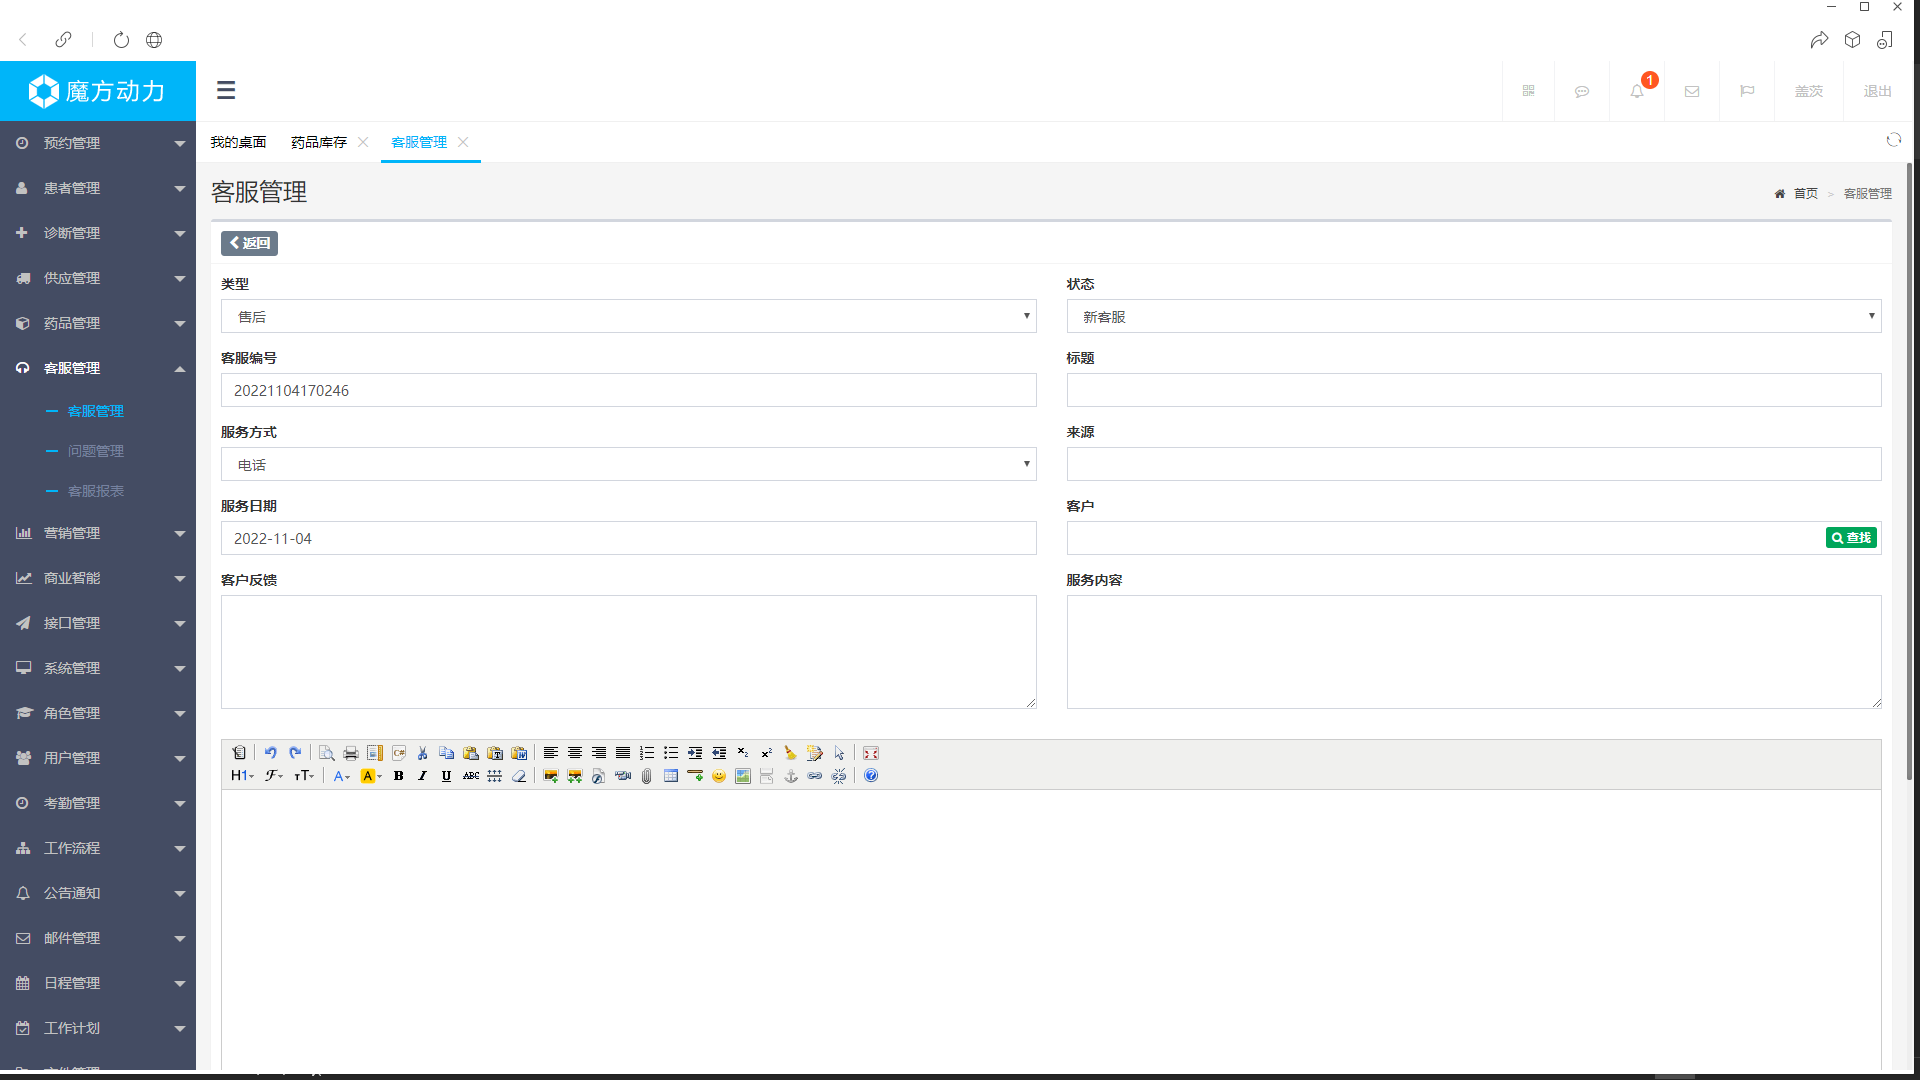 魔方动力
1
盖茨
退出
预约管理
患者管理
诊断管理
供应管理
药品管理
客服管理
客服管理
问题管理
客服报表
营销管理
商业智能
接口管理
系统管理
角色管理
用户管理
考勤管理
工作流程
公告通知
邮件管理
日程管理
工作计划
我的桌面
药品库存
客服管理
客服管理
首页 > 客服管理
返回
类型
状态
售后
新客服
客服编号
标题
20221104170246
服务方式
来源
电话
服务日期
客户
2022-11-04
查找
客户反馈
服务内容
H1 F TT A A B I U ABC